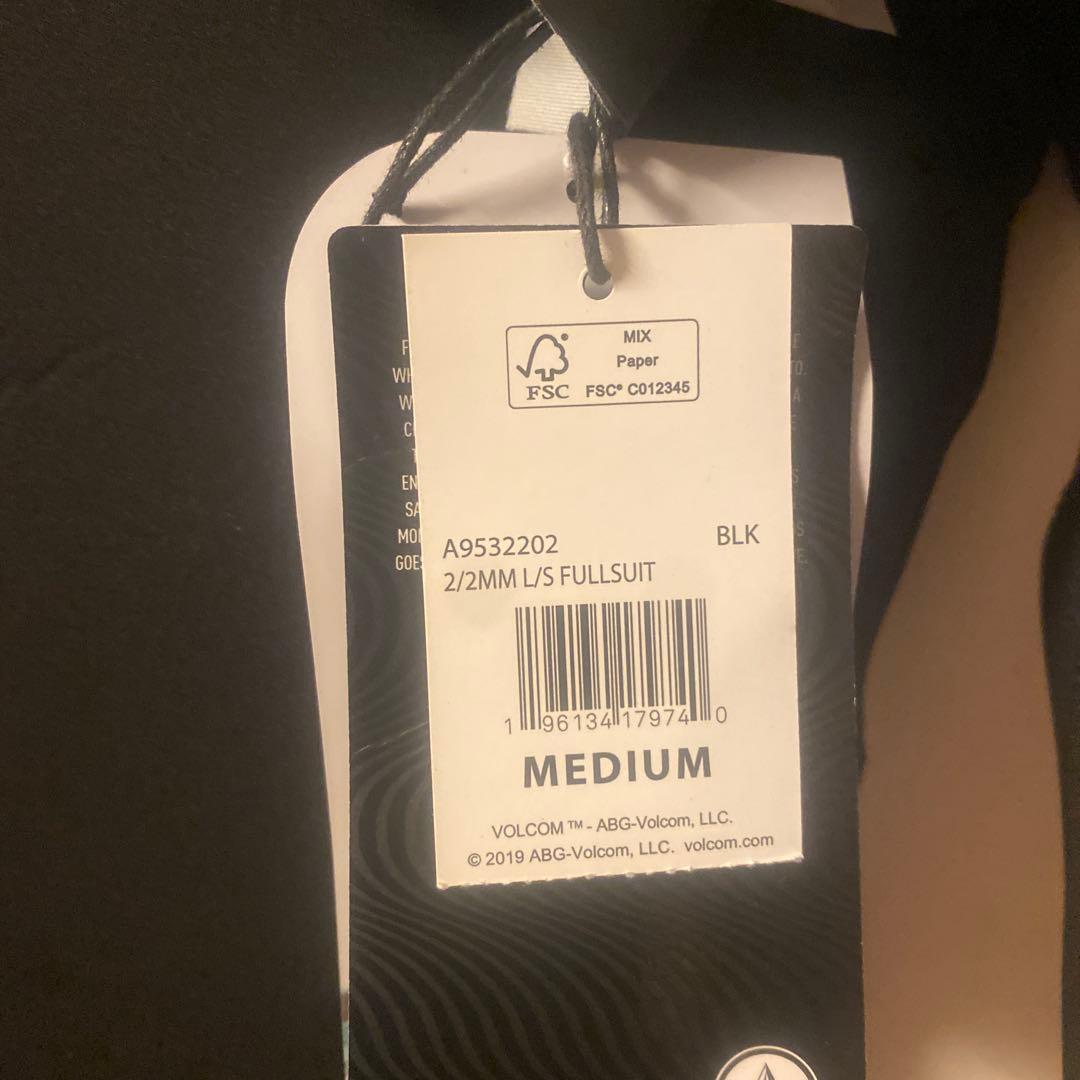 MIX
Paper
FSC
FSC® C012345
A9532202 BLK
2/2MM L/S FULLSUIT
1 96134 17974 0
MEDIUM
VOLCOM ™ - ABG-Volcom, LLC.
© 2019 ABG-Volcom, LLC. volcom.com